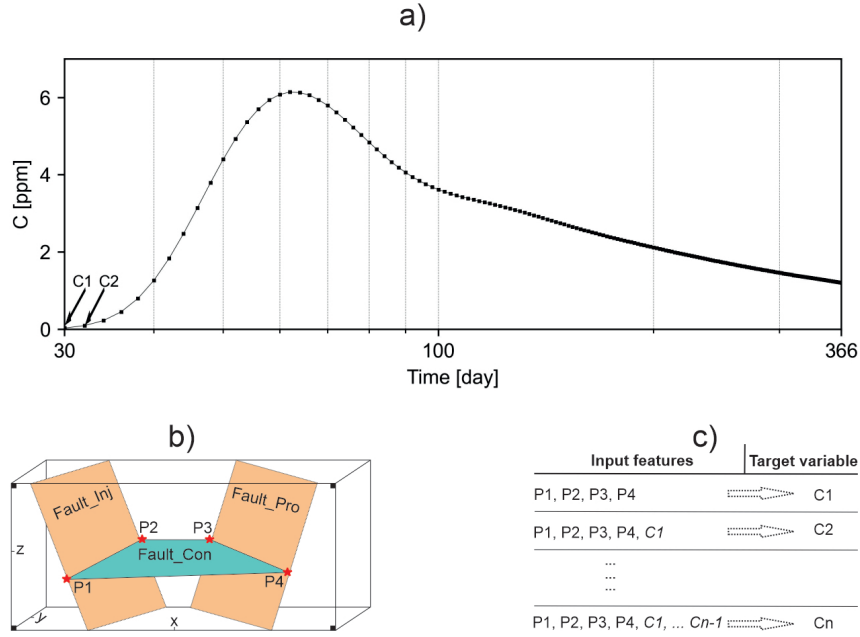 a)
C [ppm]
6
4
2
0
C1 C2
30
100
366
Time [day]
b)
Fault_Inj
Fault_Pro
P2
P3
Fault_Con
P1
P4
z
y
x
c)
Input features Target variable
P1, P2, P3, P4 C1
P1, P2, P3, P4, C1 C2
...
...
...
P1, P2, P3, P4, C1, ... Cn-1 Cn